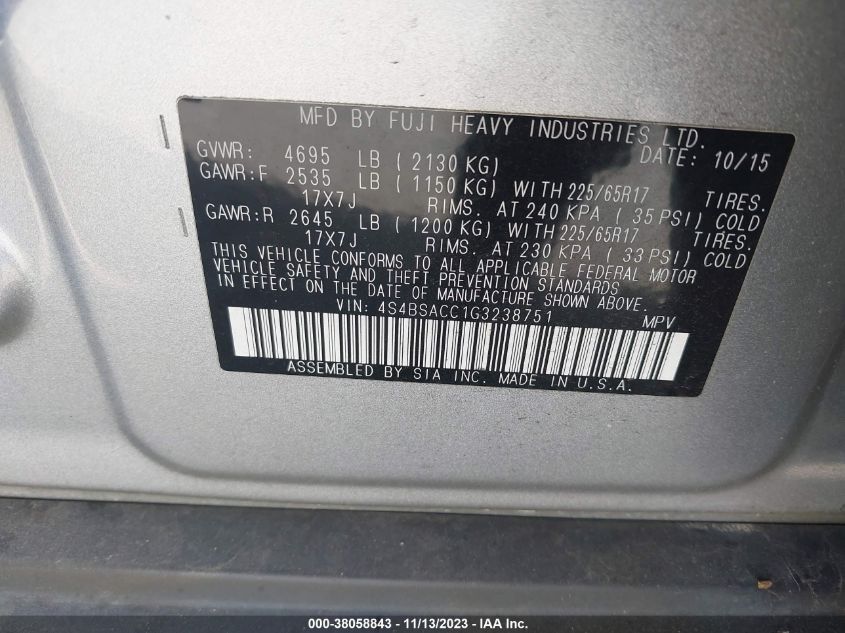 MFD BY FUJI HEAVY INDUSTRIES LTD.
GVWR: 4695 LB ( 2130 KG) DATE: 10/15
GAWR:F 2535 LB ( 1150 KG) WITH 225/65R17 TIRES.
17X7J RIMS. AT 240 KPA ( 35 PSI) COLD
GAWR:R 2645 LB ( 1200 KG) WITH 225/65R17 TIRES.
17X7J RIMS. AT 230 KPA ( 33 PSI) COLD
THIS VEHICLE CONFORMS TO ALL APPLICABLE FEDERAL MOTOR
VEHICLE SAFETY AND THEFT PREVENTION STANDARDS
IN EFFECT ON THE DATE OF MANUFACTURE SHOWN ABOVE.
VIN: 4S4BSACC1G3238751 MPV
ASSEMBLED BY SIA INC. MADE IN U.S.A.
000-38058843 - 11/13/2023 - IAA Inc.